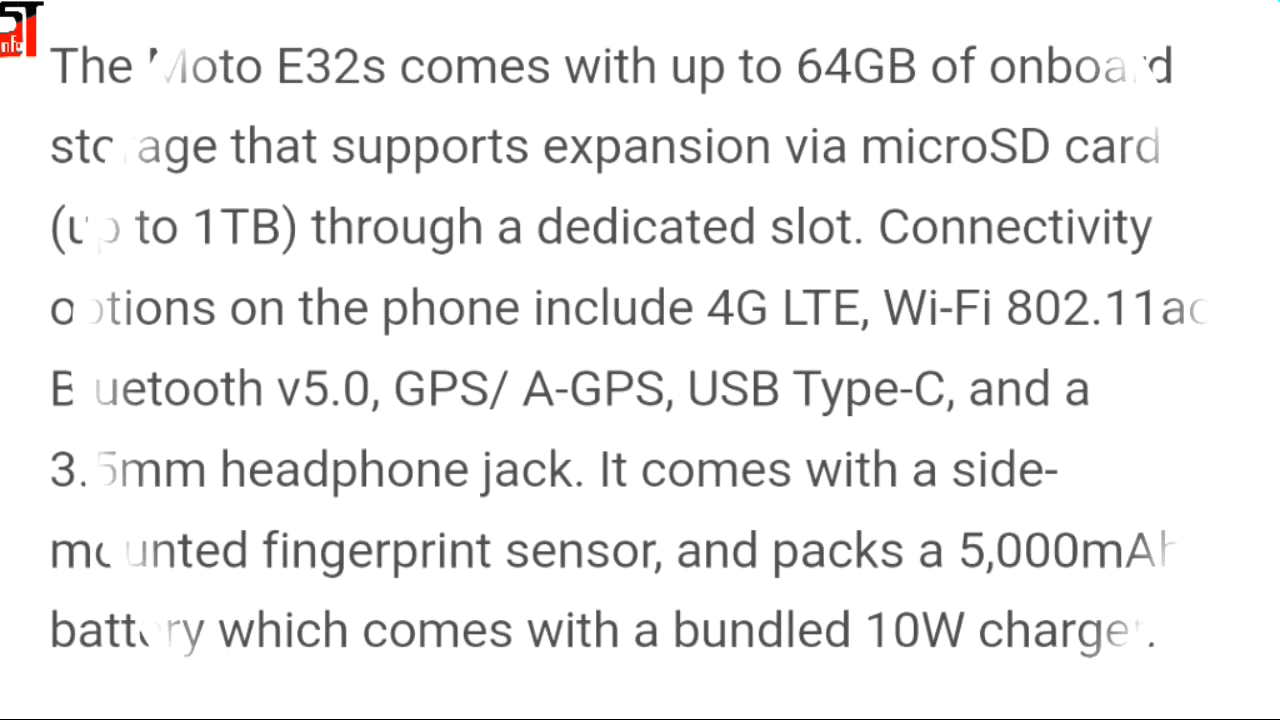 ST
nfo
The Moto E32s comes with up to 64GB of onboard
storage that supports expansion via microSD card
(up to 1TB) through a dedicated slot. Connectivity
options on the phone include 4G LTE, Wi-Fi 802.11ac
Bluetooth v5.0, GPS/ A-GPS, USB Type-C, and a
3.5mm headphone jack. It comes with a side-
mounted fingerprint sensor, and packs a 5,000mAh
battery which comes with a bundled 10W charger.